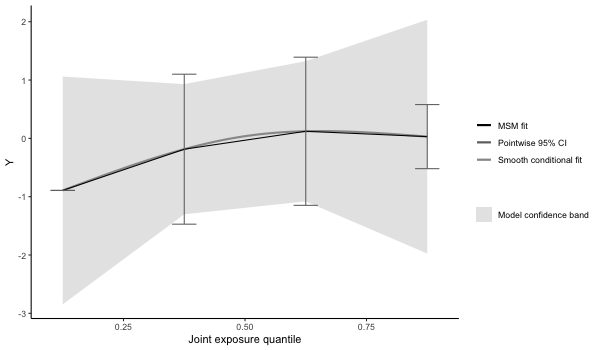 2
1
0
-1
-2
-3
Y
0.25
0.50
0.75
Joint exposure quantile
MSM fit
Pointwise 95% CI
Smooth conditional fit
Model confidence band